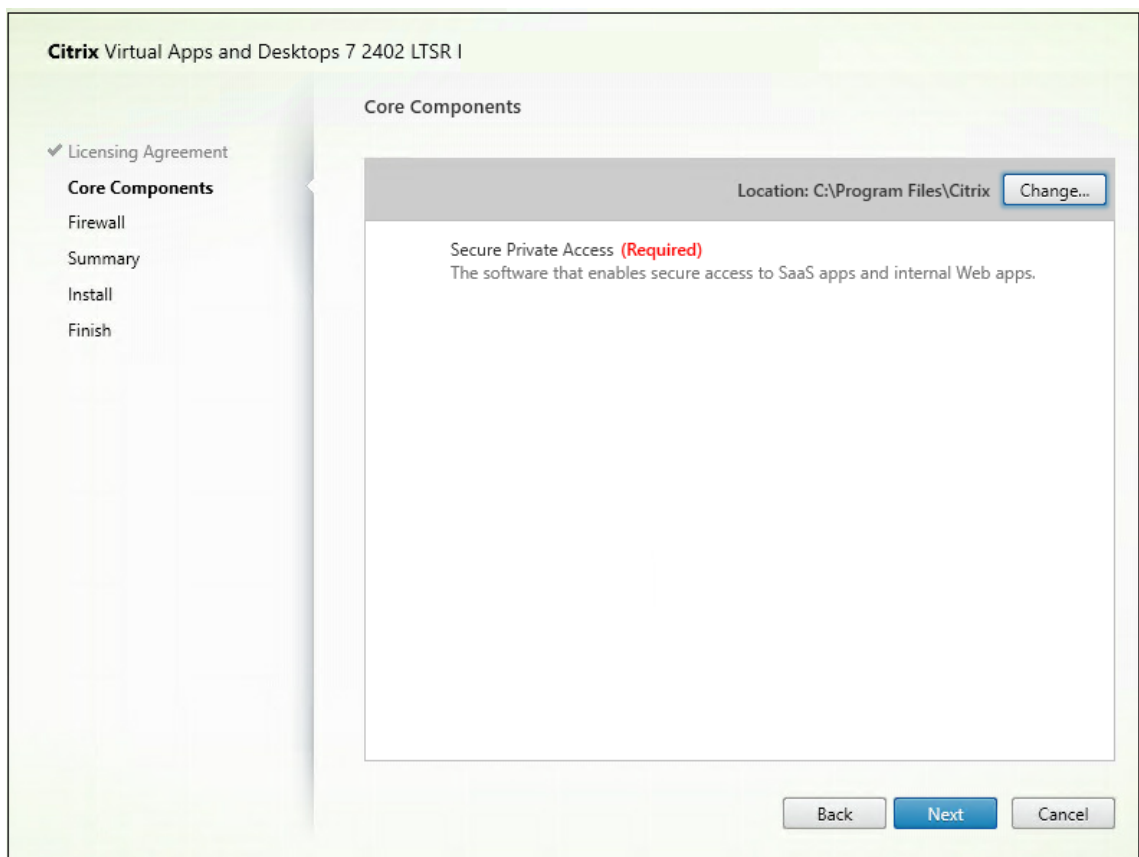 Citrix Virtual Apps and Desktops 7 2402 LTSR I
Core Components
✔ Licensing Agreement
Core Components
Firewall
Summary
Install
Finish
Location: C:\Program Files\Citrix Change...
Secure Private Access (Required)
The software that enables secure access to SaaS apps and internal Web apps.
Back Next Cancel